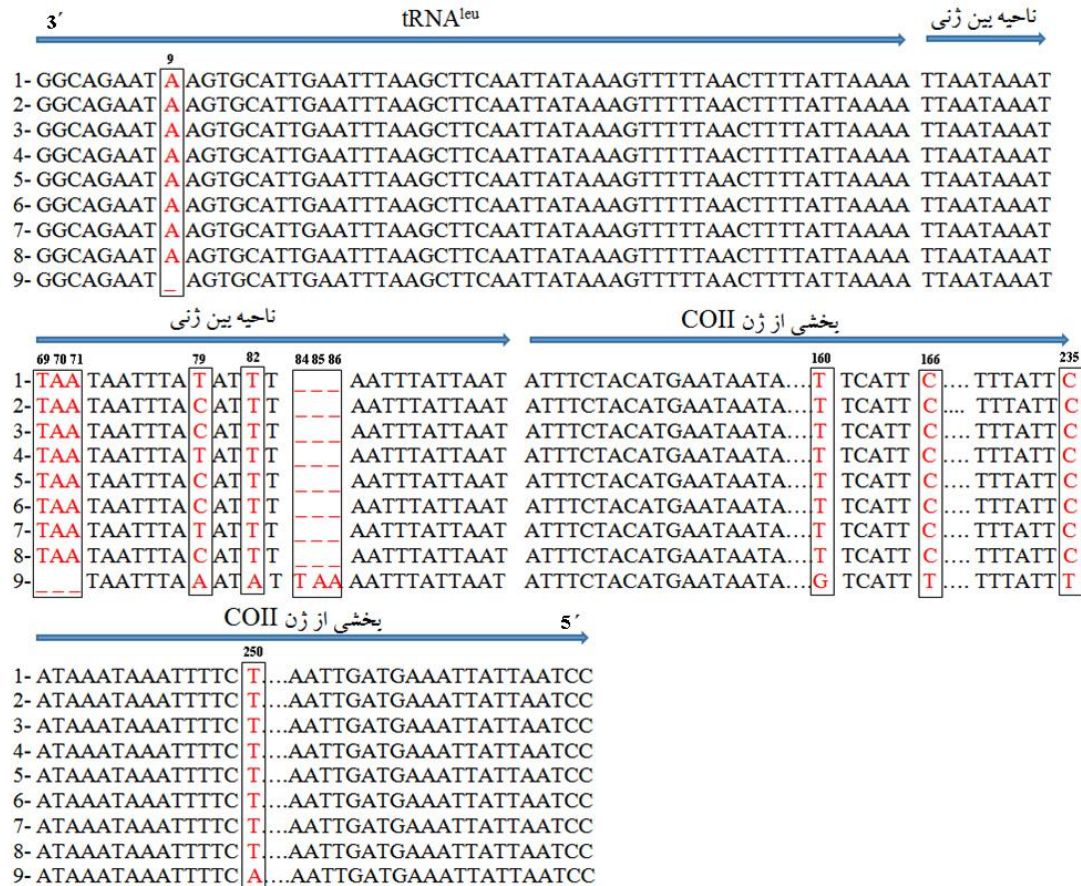 3´ tRNAleu ناحیه بین ژنی
9
1- GGCAGAAT A AGTGCATTGAATTTAAGCTTCAATTATAAAGTTTTTAACTTTTATTAAAA TTAATAAAT
2- GGCAGAAT A AGTGCATTGAATTTAAGCTTCAATTATAAAGTTTTTAACTTTTATTAAAA TTAATAAAT
3- GGCAGAAT A AGTGCATTGAATTTAAGCTTCAATTATAAAGTTTTTAACTTTTATTAAAA TTAATAAAT
4- GGCAGAAT A AGTGCATTGAATTTAAGCTTCAATTATAAAGTTTTTAACTTTTATTAAAA TTAATAAAT
5- GGCAGAAT A AGTGCATTGAATTTAAGCTTCAATTATAAAGTTTTTAACTTTTATTAAAA TTAATAAAT
6- GGCAGAAT A AGTGCATTGAATTTAAGCTTCAATTATAAAGTTTTTAACTTTTATTAAAA TTAATAAAT
7- GGCAGAAT A AGTGCATTGAATTTAAGCTTCAATTATAAAGTTTTTAACTTTTATTAAAA TTAATAAAT
8- GGCAGAAT A AGTGCATTGAATTTAAGCTTCAATTATAAAGTTTTTAACTTTTATTAAAA TTAATAAAT
9- GGCAGAAT _ AGTGCATTGAATTTAAGCTTCAATTATAAAGTTTTTAACTTTTATTAAAA TTAATAAAT
ناحیه بین ژنی بخشی از ژن COII
69 70 71 79 82 84 85 86 160 166 235
1- TAA TAATTTA T AT T T _ _ _ AATTTATTAAT ATTTCTACATGAATAATA....T TCATT C.... TTTATT C
2- TAA TAATTTA C AT T T _ _ _ AATTTATTAAT ATTTCTACATGAATAATA....T TCATT C.... TTTATT C
3- TAA TAATTTA C AT T T _ _ _ AATTTATTAAT ATTTCTACATGAATAATA....T TCATT C.... TTTATT C
4- TAA TAATTTA T AT T T _ _ _ AATTTATTAAT ATTTCTACATGAATAATA....T TCATT C.... TTTATT C
5- TAA TAATTTA C AT T T _ _ _ AATTTATTAAT ATTTCTACATGAATAATA....T TCATT C.... TTTATT C
6- TAA TAATTTA C AT T T _ _ _ AATTTATTAAT ATTTCTACATGAATAATA....T TCATT C.... TTTATT C
7- TAA TAATTTA T AT T T _ _ _ AATTTATTAAT ATTTCTACATGAATAATA....T TCATT C.... TTTATT C
8- TAA TAATTTA C AT T T _ _ _ AATTTATTAAT ATTTCTACATGAATAATA....T TCATT C.... TTTATT C
9- _ _ _ TAATTTA A AT A T TAA AATTTATTAAT ATTTCTACATGAATAATA....G TCATT T.... TTTATT T
بخشی از ژن COII 5´
250
1- ATAAATAAATTTTC T....AATTGATGAAATTATTAATCC
2- ATAAATAAATTTTC T....AATTGATGAAATTATTAATCC
3- ATAAATAAATTTTC T....AATTGATGAAATTATTAATCC
4- ATAAATAAATTTTC T....AATTGATGAAATTATTAATCC
5- ATAAATAAATTTTC T....AATTGATGAAATTATTAATCC
6- ATAAATAAATTTTC T....AATTGATGAAATTATTAATCC
7- ATAAATAAATTTTC T....AATTGATGAAATTATTAATCC
8- ATAAATAAATTTTC T....AATTGATGAAATTATTAATCC
9- ATAAATAAATTTTC A....AATTGATGAAATTATTAATCC